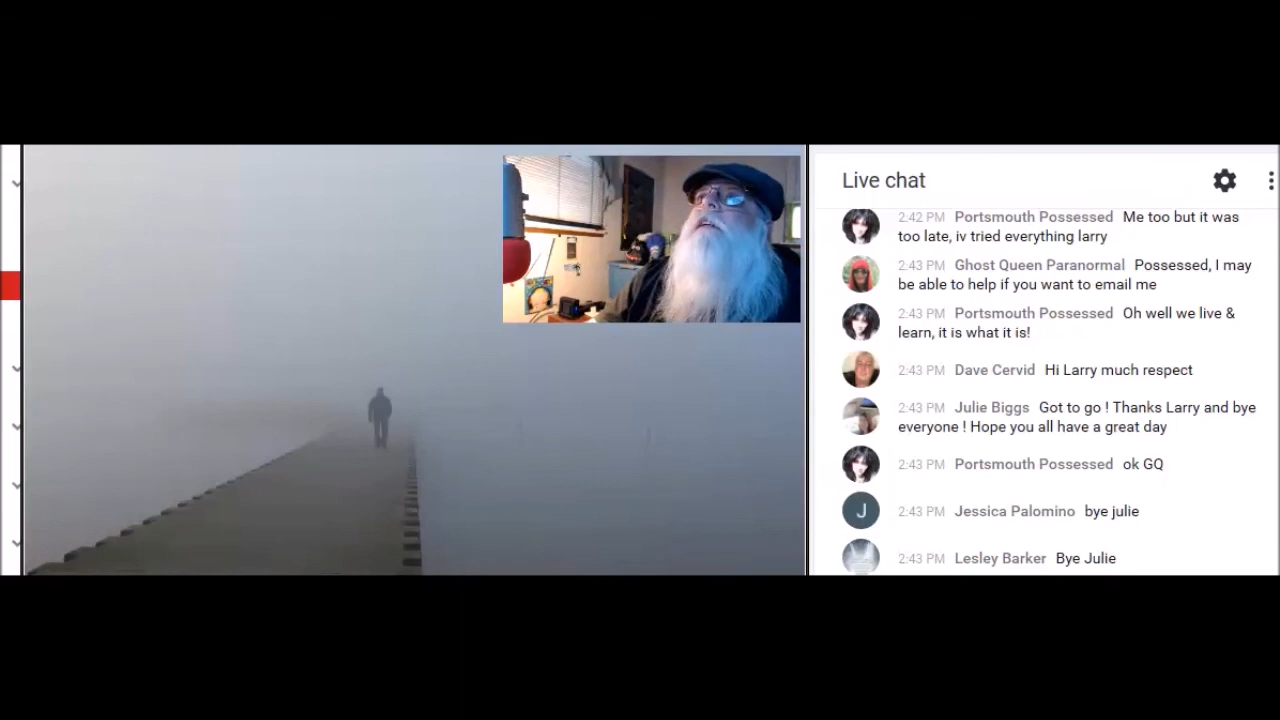 Live chat
2:42 PM Portsmouth Possessed Me too but it was
too late, iv tried everything larry
2:43 PM Ghost Queen Paranormal Possessed, I may
be able to help if you want to email me
2:43 PM Portsmouth Possessed Oh well we live &
learn, it is what it is!
2:43 PM Dave Cervid Hi Larry much respect
2:43 PM Julie Biggs Got to go ! Thanks Larry and bye
everyone ! Hope you all have a great day
2:43 PM Portsmouth Possessed ok GQ
J
2:43 PM Jessica Palomino bye julie
2:43 PM Lesley Barker Bye Julie